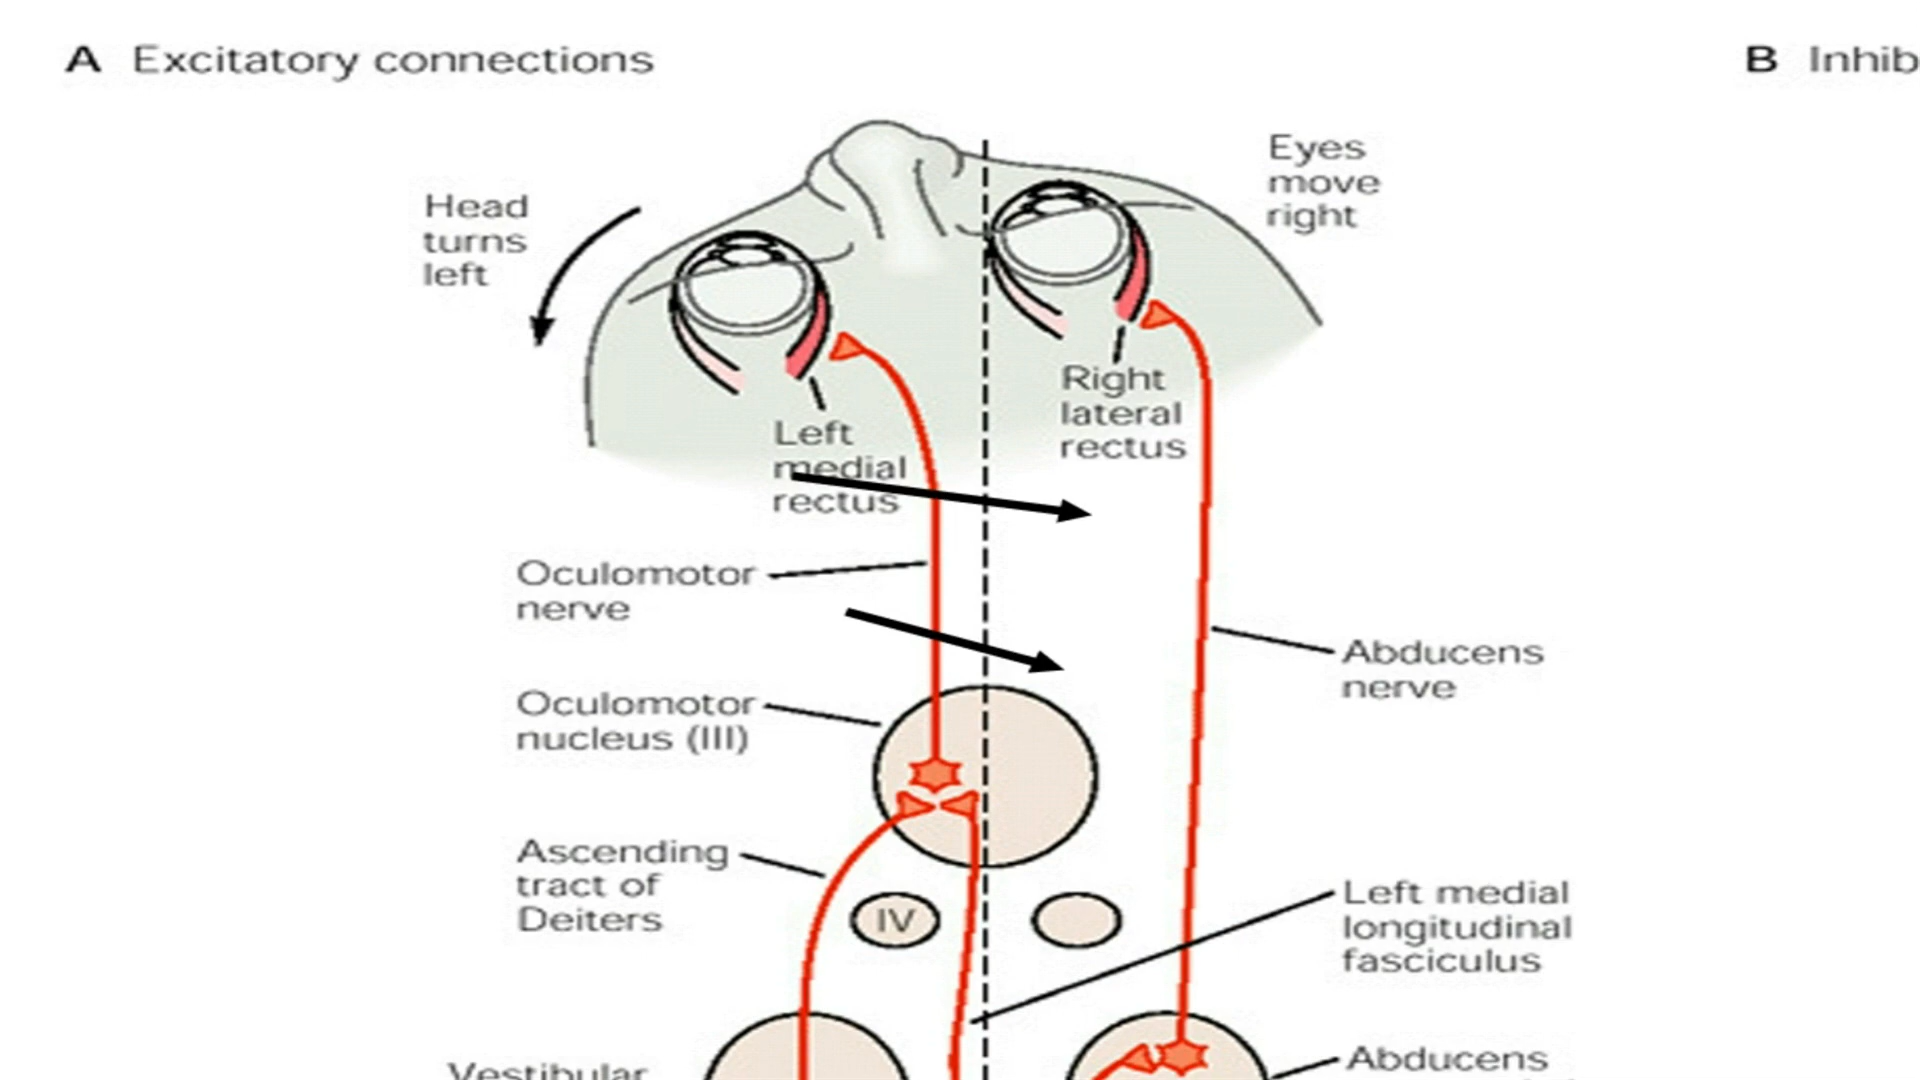 A Excitatory connections
B Inhib
Head
turns
left
Eyes
move
right
Right
lateral
rectus
Left
medial
rectus
Oculomotor
nerve
Abducens
nerve
Oculomotor
nucleus (III)
Ascending
tract of
Deiters
IV
Left medial
longitudinal
fasciculus
Vestibular
Abducens